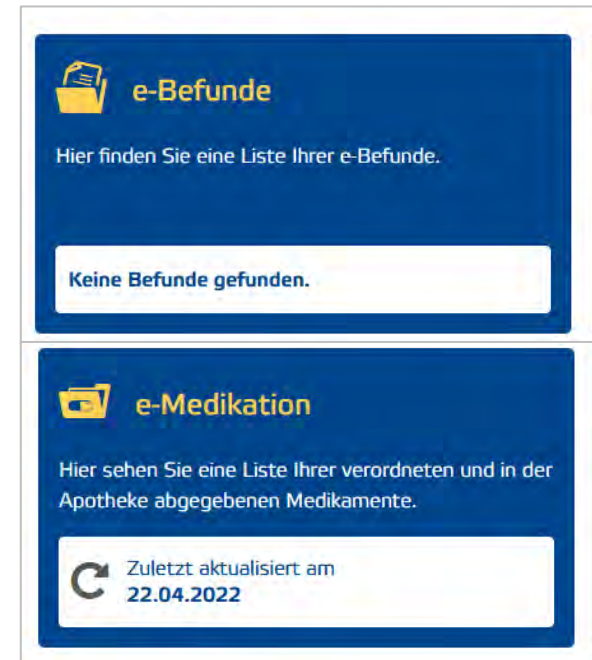 e-Befunde
Hier finden Sie eine Liste Ihrer e-Befunde.
Keine Befunde gefunden.
e-Medikation
Hier sehen Sie eine Liste Ihrer verordneten und in der
Apotheke abgegebenen Medikamente.
Zuletzt aktualisiert am
22.04.2022